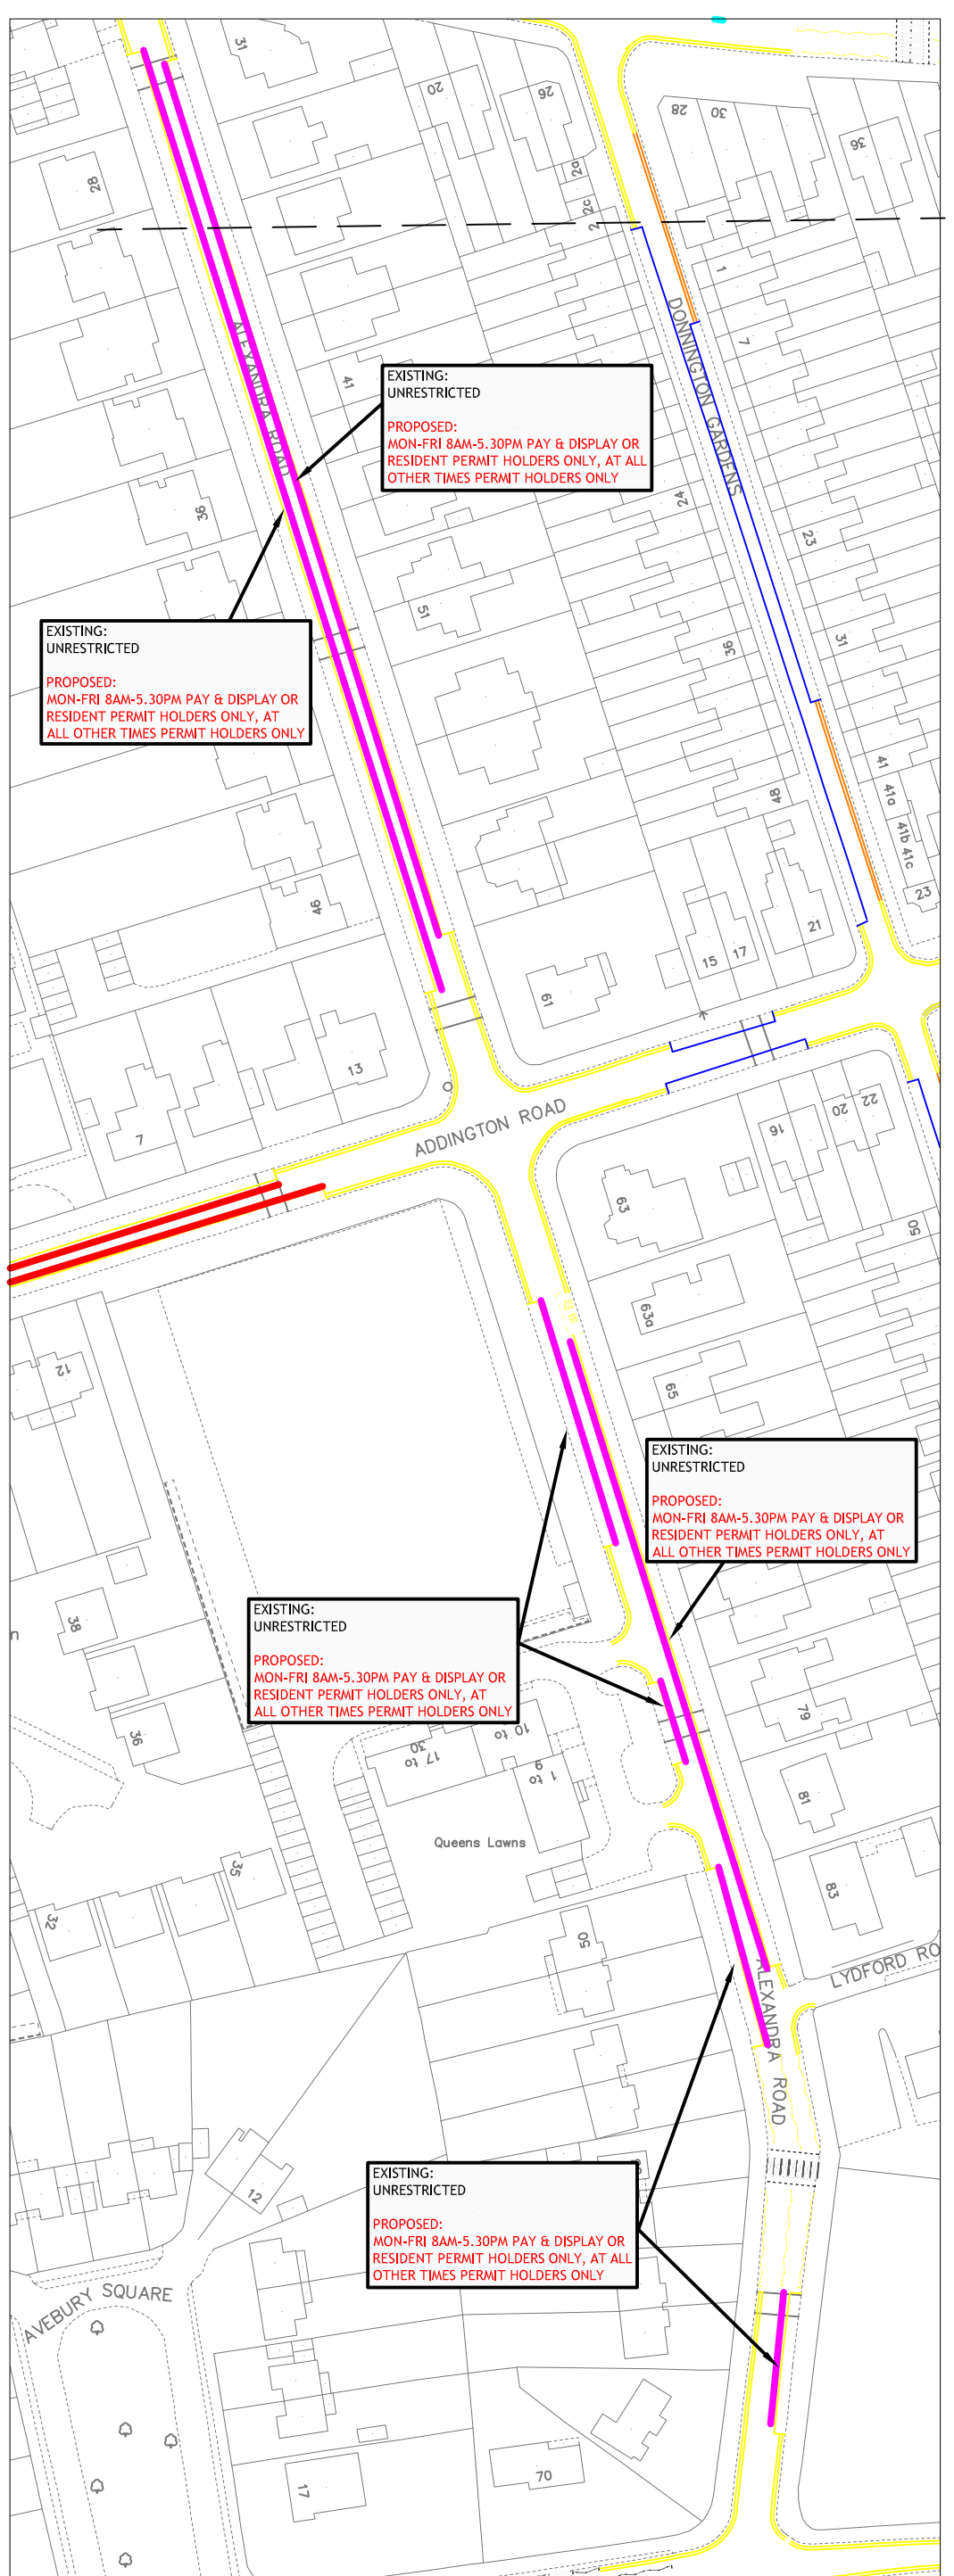 31
20
26
28
30
36
28
2a
2c
2
1
7
DONNINGTON GARDENS
ALEXANDRA ROAD
41
EXISTING:
UNRESTRICTED
PROPOSED:
MON-FRI 8AM-5.30PM PAY & DISPLAY OR
RESIDENT PERMIT HOLDERS ONLY, AT ALL
OTHER TIMES PERMIT HOLDERS ONLY
24
36
23
51
31
36
EXISTING:
UNRESTRICTED
PROPOSED:
MON-FRI 8AM-5.30PM PAY & DISPLAY OR
RESIDENT PERMIT HOLDERS ONLY, AT
ALL OTHER TIMES PERMIT HOLDERS ONLY
41
41a
48
41b
41c
23
46
21
17
15
61
13
7
ADDINGTON ROAD
16
20
22
63
50
63a
12
65
EXISTING:
UNRESTRICTED
PROPOSED:
MON-FRI 8AM-5.30PM PAY & DISPLAY OR
RESIDENT PERMIT HOLDERS ONLY, AT
ALL OTHER TIMES PERMIT HOLDERS ONLY
38
n
EXISTING:
UNRESTRICTED
PROPOSED:
MON-FRI 8AM-5.30PM PAY & DISPLAY OR
RESIDENT PERMIT HOLDERS ONLY, AT
ALL OTHER TIMES PERMIT HOLDERS ONLY
36
79
10 to
17 to
30
1 to
9
81
Queens Lawns
35
83
32
50
LYDFORD RO
ALEXANDRA ROAD
EXISTING:
UNRESTRICTED
PROPOSED:
MON-FRI 8AM-5.30PM PAY & DISPLAY OR
RESIDENT PERMIT HOLDERS ONLY, AT ALL
OTHER TIMES PERMIT HOLDERS ONLY
12
AVEBURY SQUARE
17
70